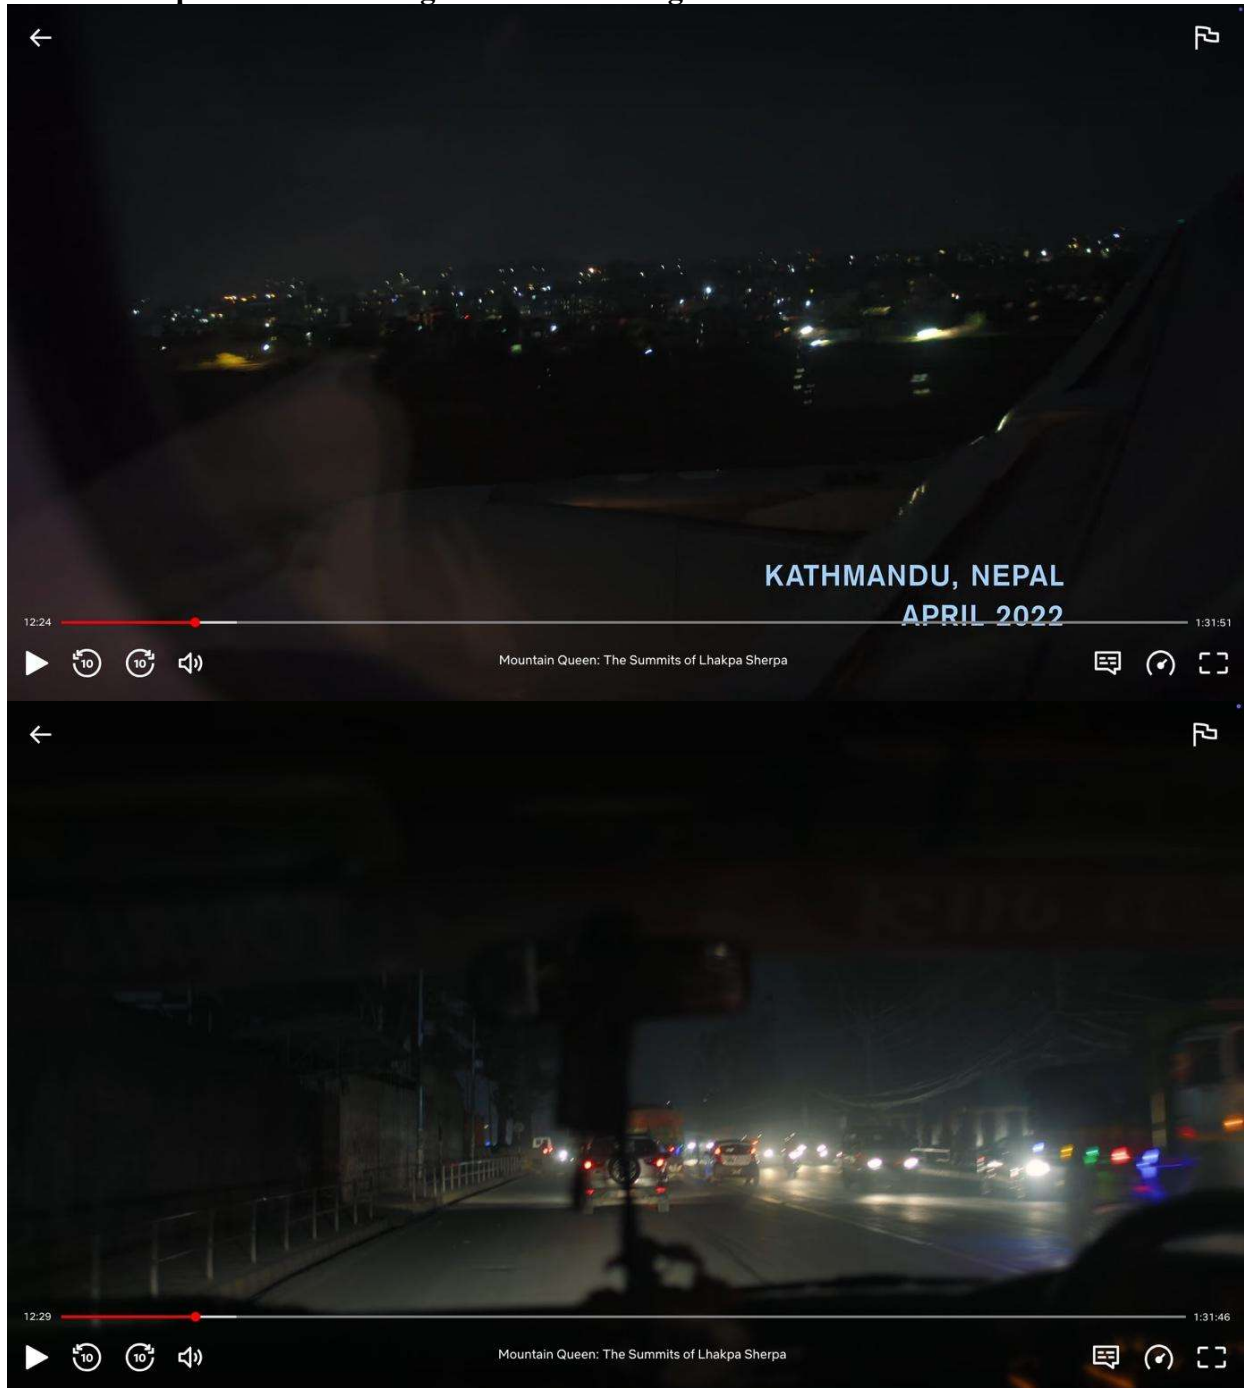 KATHMANDU, NEPAL
APRIL 2022
12:24
1:31:51
10
10
Mountain Queen: The Summits of Lhakpa Sherpa
12:29
1:31:46
10
10
Mountain Queen: The Summits of Lhakpa Sherpa